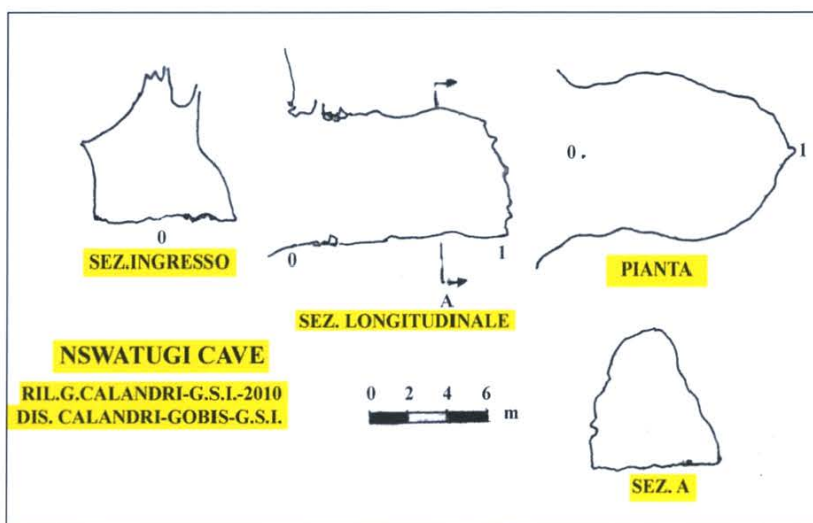 0
SEZ.INGRESSO
0
1
A
SEZ. LONGITUDINALE
0.
1
PIANTA
NSWATUGI CAVE
RIL.G.CALANDRI-G.S.I.-2010
DIS. CALANDRI-GOBIS-G.S.I.
0 2 4 6
m
SEZ. A